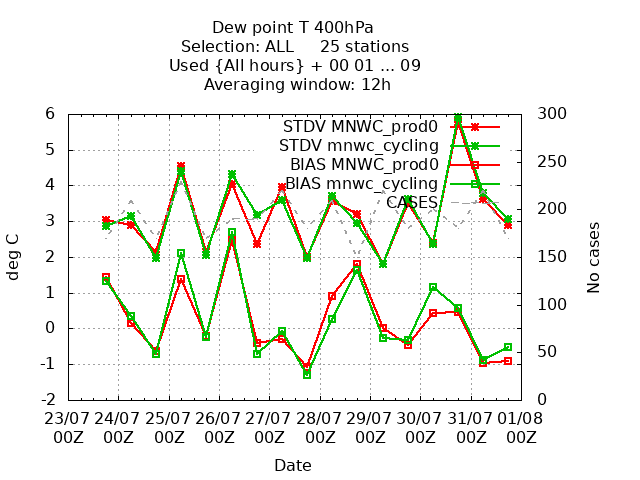 Dew point T 400hPa
Selection: ALL 25 stations
Used {All hours} + 00 01 ... 09
Averaging window: 12h
6 300
STDV MNWC_prod0
STDV mnwc_cycling
BIAS MNWC_prod0
BIAS mnwc_cycling
CASES
5 250
4 200
3
2 150
1 100
0
-1 50
-2 0
deg C
No cases
23/07 24/07 25/07 26/07 27/07 28/07 29/07 30/07 31/07 01/08
00Z 00Z 00Z 00Z 00Z 00Z 00Z 00Z 00Z 00Z
Date